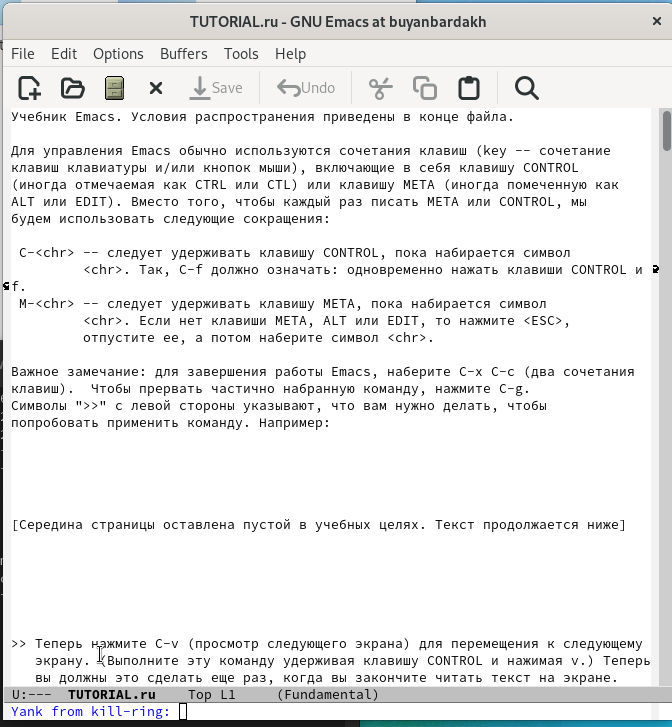 TUTORIAL.ru - GNU Emacs at buyanbardakh
File Edit Options Buffers Tools Help
Save Undo
Учебник Emacs. Условия распространения приведены в конце файла.
Для управления Emacs обычно используются сочетания клавиш (key -- сочетание
клавиш клавиатуры и/или кнопок мыши), включающие в себя клавишу CONTROL
(иногда отмечаемая как CTRL или CTL) или клавишу META (иногда помеченную как
ALT или EDIT). Вместо того, чтобы каждый раз писать META или CONTROL, мы
будем использовать следующие сокращения:
C-<chr> -- следует удерживать клавишу CONTROL, пока набирается символ
<chr>. Так, C-f должно означать: одновременно нажать клавиши CONTROL и
f.
M-<chr> -- следует удерживать клавишу META, пока набирается символ
<chr>. Если нет клавиши META, ALT или EDIT, то нажмите <ESC>,
отпустите ее, а потом наберите символ <chr>.
Важное замечание: для завершения работы Emacs, наберите C-x C-c (два сочетания
клавиш).  Чтобы прервать частично набранную команду, нажмите C-g.
Символы ">>" с левой стороны указывают, что вам нужно делать, чтобы
попробовать применить команду. Например:
[Середина страницы оставлена пустой в учебных целях. Текст продолжается ниже]
>> Теперь нажмите C-v (просмотр следующего экрана) для перемещения к следующему
экрану. (Выполните эту команду удерживая клавишу CONTROL и нажимая v.) Теперь
вы должны это сделать еще раз, когда вы закончите читать текст на экране.
U:--- TUTORIAL.ru Top L1 (Fundamental)
Yank from kill-ring: